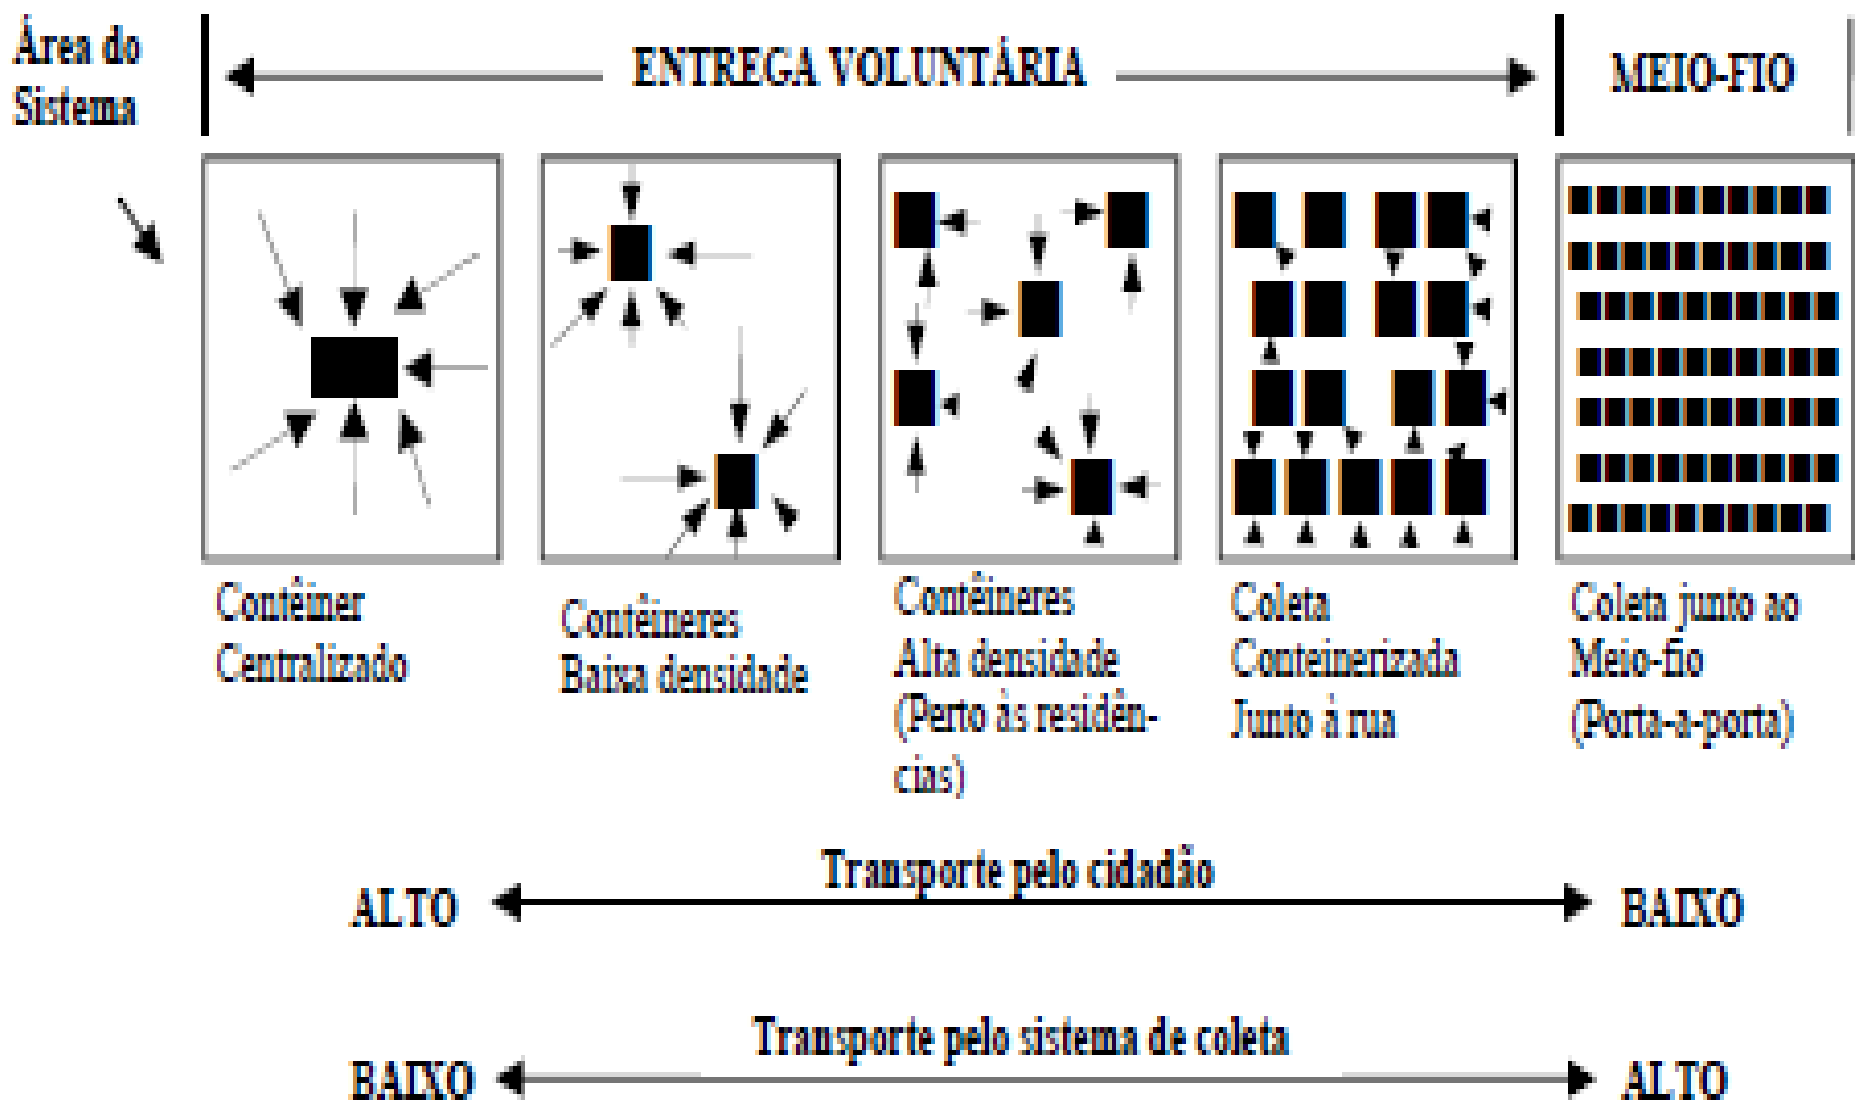 Área do
Sistema
ENTREGA VOLUNTÁRIA
MEIO-FIO
Contêiner
Centralizado
Contêineres
Baixa densidade
Contêineres
Alta densidade
(Perto às residên-
cias)
Coleta
Conteinerizada
Junto à rua
Coleta junto ao
Meio-fio
(Porta-a-porta)
Transporte pelo cidadão
ALTO
BAIXO
Transporte pelo sistema de coleta
BAIXO
ALTO